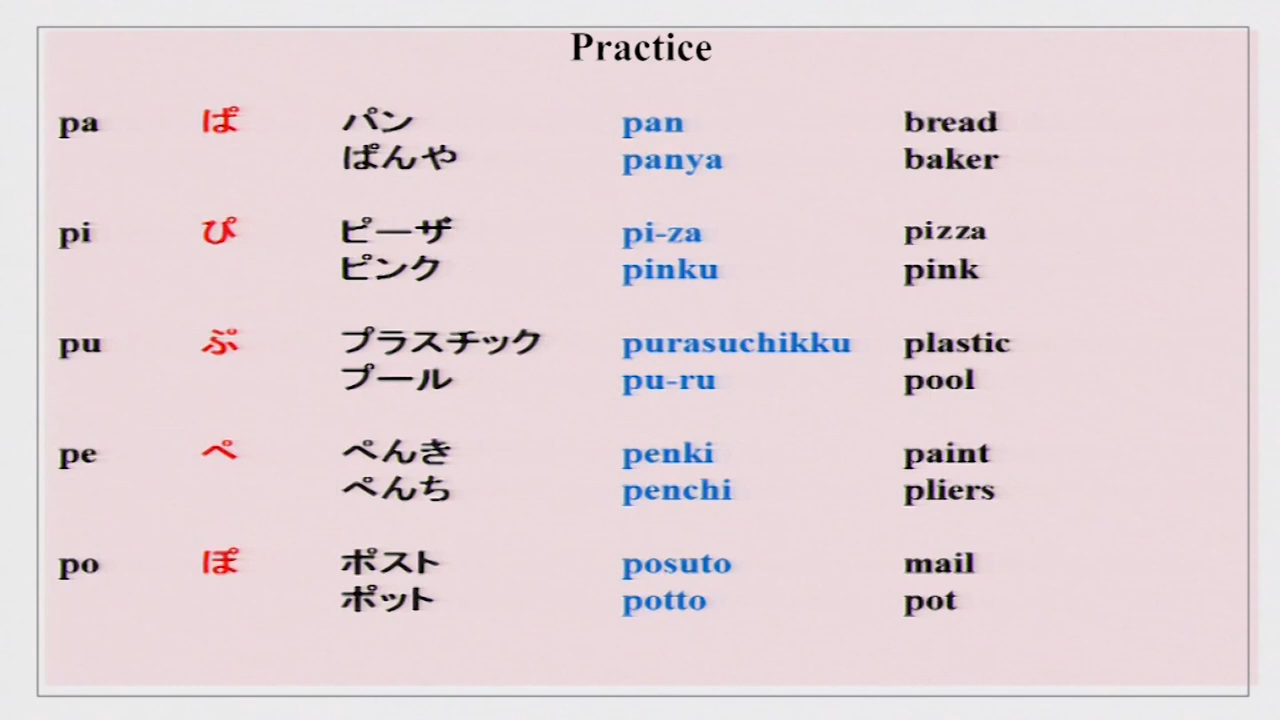 Practice
pa ぱ パン pan bread
ぱんや panya baker
pi ぴ ピーザ pi-za pizza
ピンク pinku pink
pu ぷ プラスチック purasuchikku plastic
プール pu-ru pool
pe ぺ ぺんき penki paint
ぺんち penchi pliers
po ぽ ポスト posuto mail
ポット potto pot